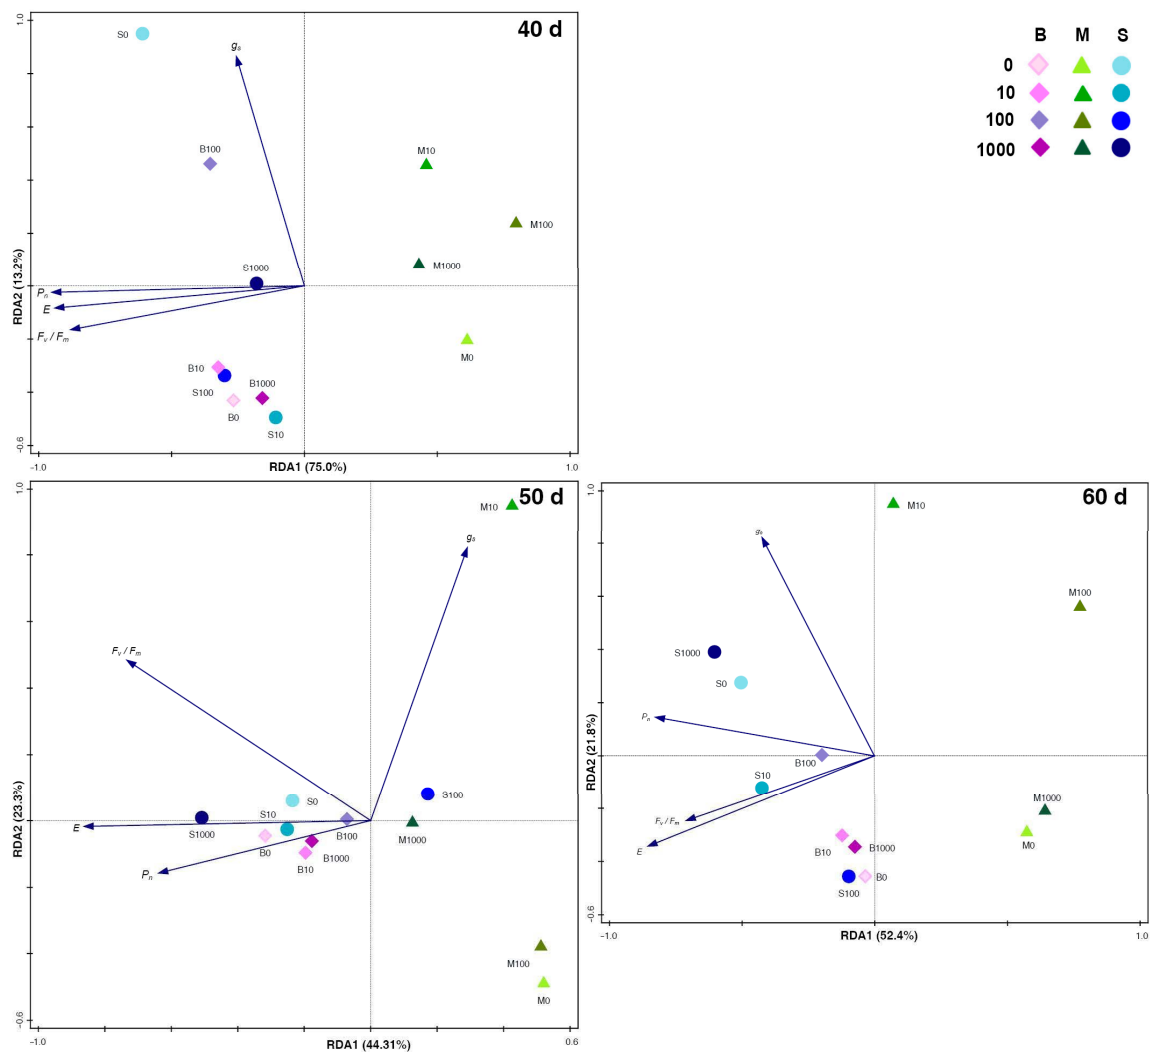 40 d
1.0
S0
gs
B100
M10
M100
S1000
M1000
Pn
E
Fv / Fm
M0
B10
S100
B1000
B0
S10
RDA2 (13.2%)
-0.6
-1.0
RDA1 (75.0%)
1.0
B M S
0
10
100
1000
50 d
1.0
M10
gs
Fv / Fm
S0
S100
S10
E
S1000
B100
M1000
B0
B1000
B10
Pn
M100
M0
RDA2 (23.3%)
-0.6
-1.0
RDA1 (44.31%)
0.6
60 d
1.0
M10
gs
M100
S1000
S0
Pn
B100
S10
M1000
Fv / Fm
E
M0
B10
B1000
S100
B0
RDA2 (21.8%)
-0.6
-1.0
RDA1 (52.4%)
1.0